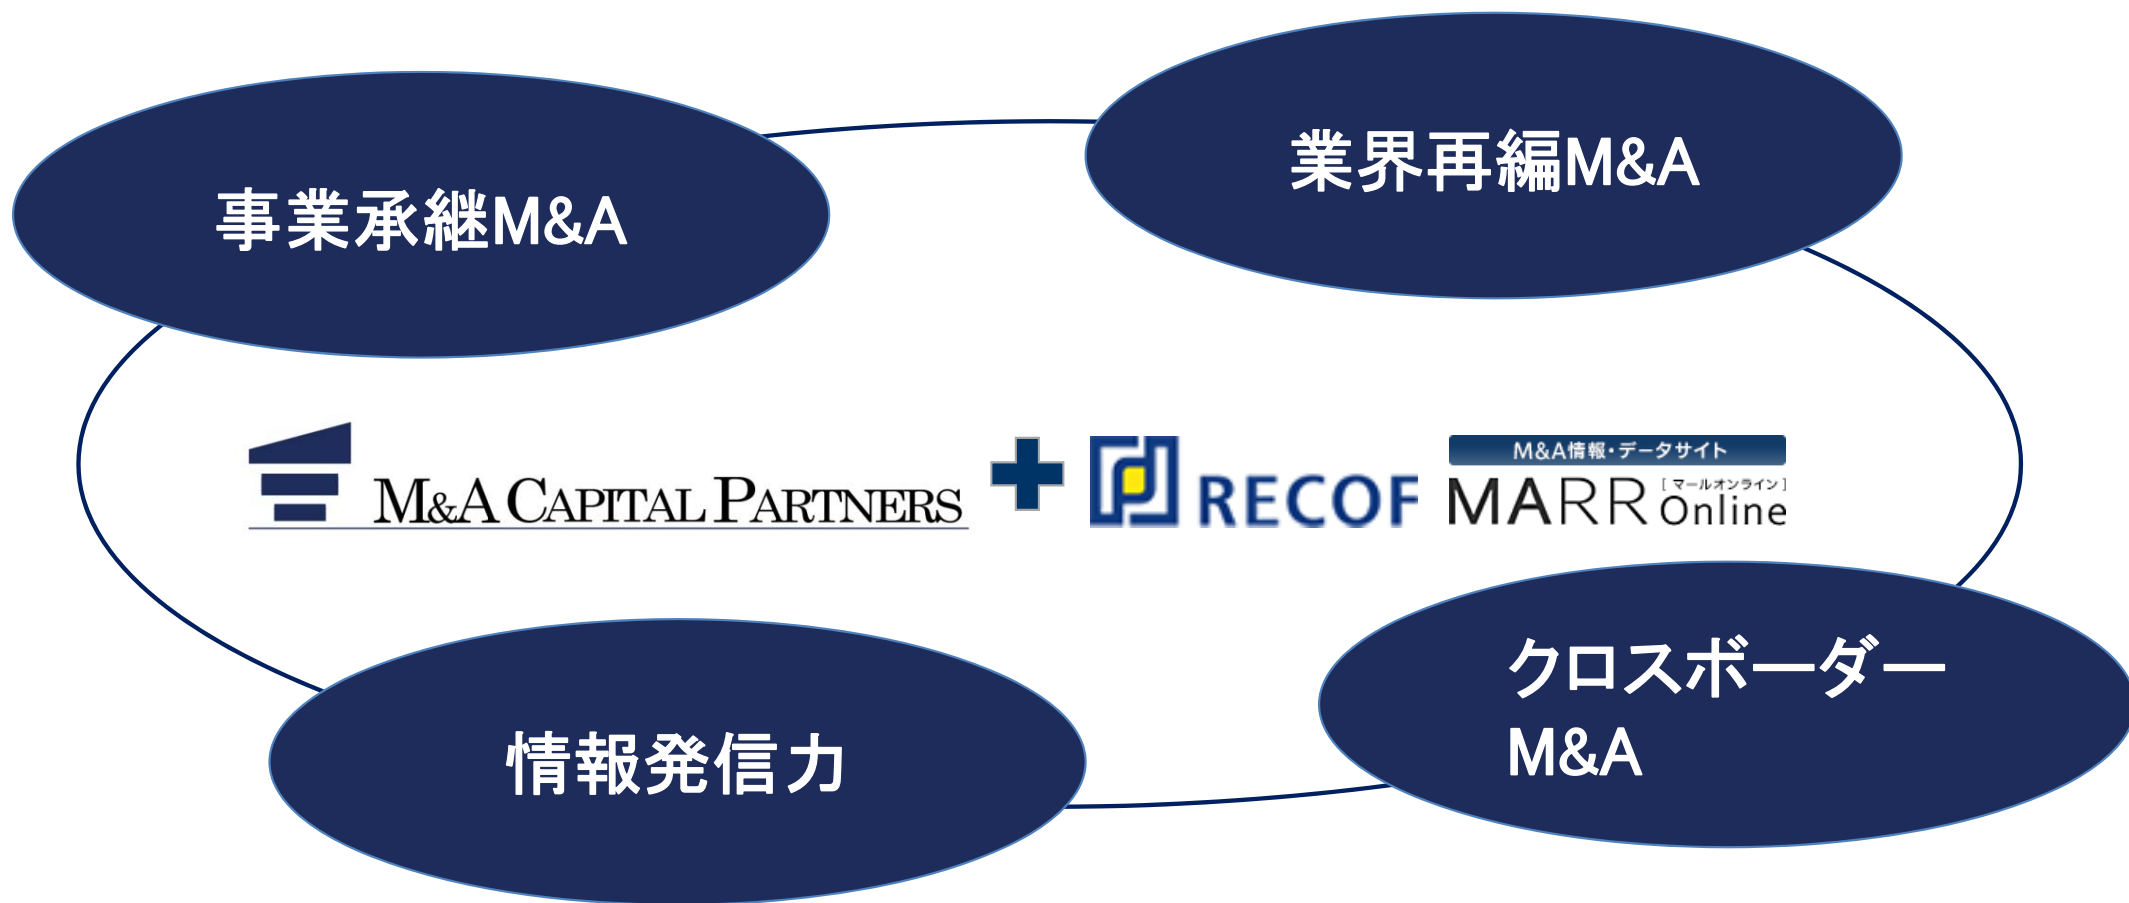 事業承継M&A
業界再編M&A
M&A CAPITAL PARTNERS
RECOF
M&A情報・データサイト
MARR Online
[マールオンライン]
情報発信力
クロスボーダー
M&A